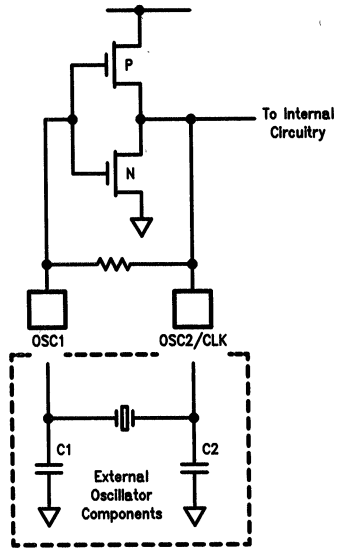 P
To Internal
Circuitry
N
OSC1
OSC2/CLK
C1
C2
External
Oscillator
Components